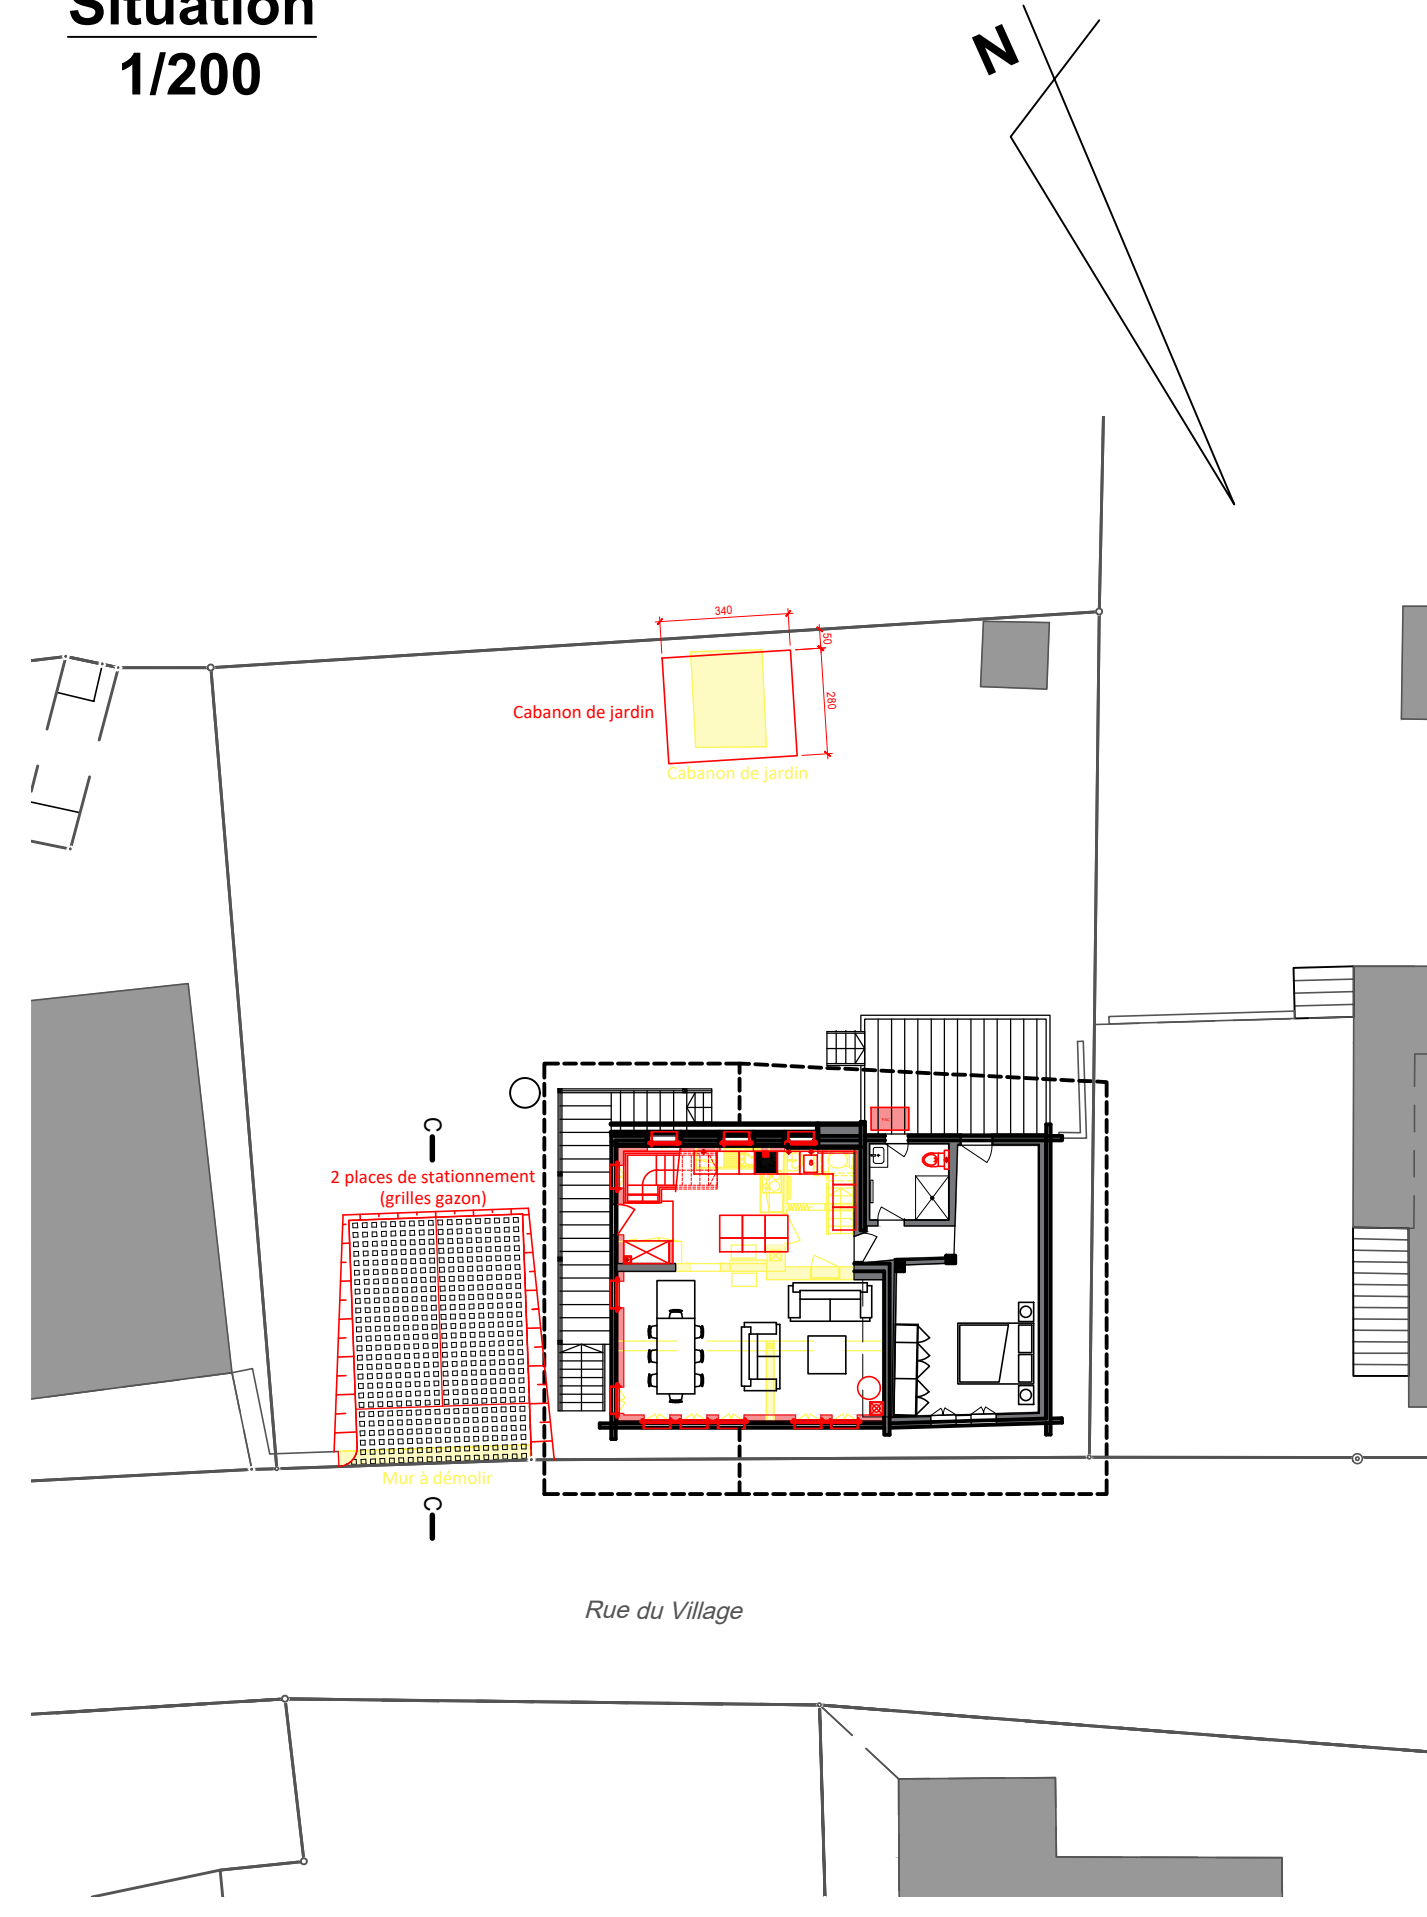 Situation
1/200
N
340
50
280
Cabanon de jardin
Cabanon de jardin
C
2 places de stationnement
(grilles gazon)
Mur à démolir
C
Rue du Village